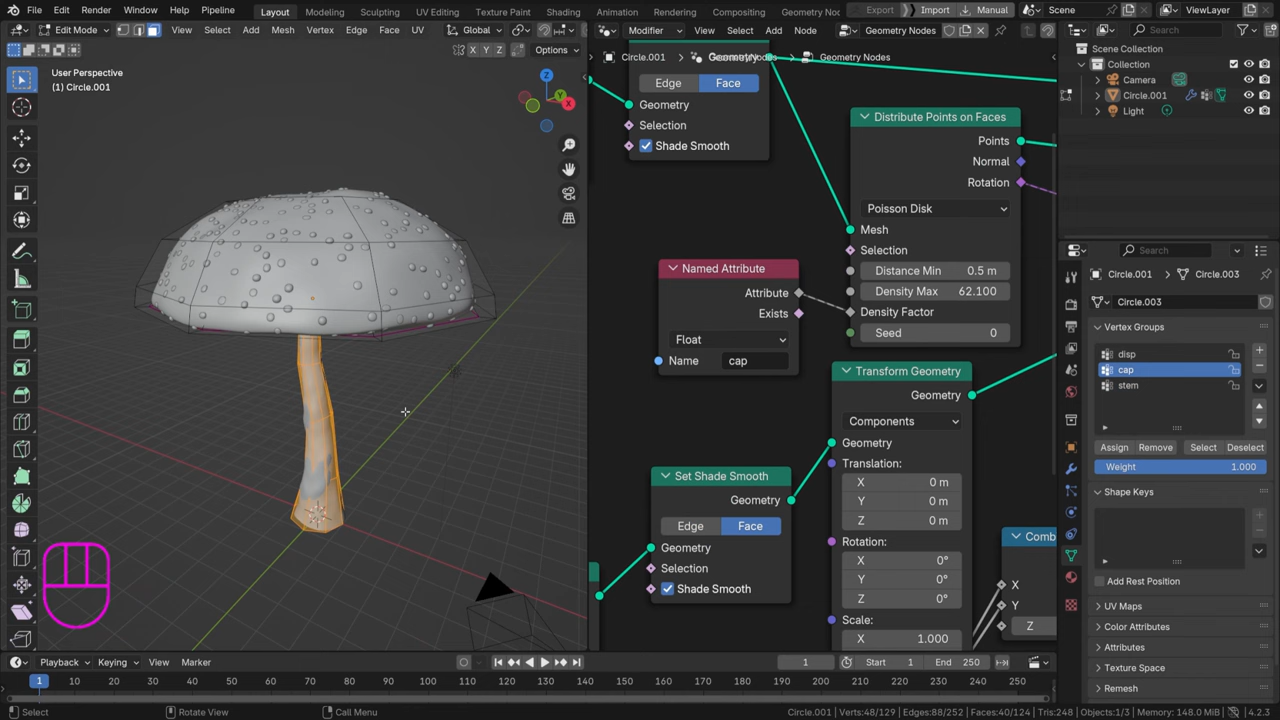 File Edit Render Window Help
Layout Modeling Sculpting UV Editing Texture Paint Shading Animation Rendering Compositing Geometry Nod
Export Import Manual
Scene
ViewLayer
Edit Mode
View Select Add Mesh Vertex Edge Face UV
Global
Modifier View Select Add Node
Geometry Nodes
Search
X Y Z
Options
User Perspective
(1) Circle.001
Z
Y
X
Circle.001 > GeometryNodes > Geometry Nodes
Edge Face
Geometry
Selection
Shade Smooth
Distribute Points on Faces
Points
Normal
Rotation
Poisson Disk
Mesh
Selection
Distance Min 0.5 m
Density Max 62.100
Density Factor
Seed 0
Named Attribute
Attribute
Exists
Float
Name cap
Transform Geometry
Geometry
Components
Geometry
Translation:
X 0 m
Y 0 m
Z 0 m
Rotation:
X 0°
Y 0°
Z 0°
Scale:
X 1.000
Set Shade Smooth
Geometry
Edge Face
Geometry
Selection
Shade Smooth
Comb
X
Y
Z
Scene Collection
Collection
Camera
Circle.001
Light
Search
Circle.001 > Circle.003
Circle.003
Vertex Groups
disp
cap
stem
Assign Remove Select Deselect
Weight 1.000
Shape Keys
Add Rest Position
UV Maps
Color Attributes
Attributes
Texture Space
Remesh
Playback Keying View Marker
1
Start 1 End 250
1 10 20 30 40 50 60 70 80 90 100 110 120 130 140 150 160 170 180 190 200 210 220 230 240 250
Select Rotate View Call Menu
Circle.001 | Verts:48/129 | Edges:88/252 | Faces:40/124 | Tris:248 | Objects:1/3 | Memory: 148.0 MiB | 4.2.3